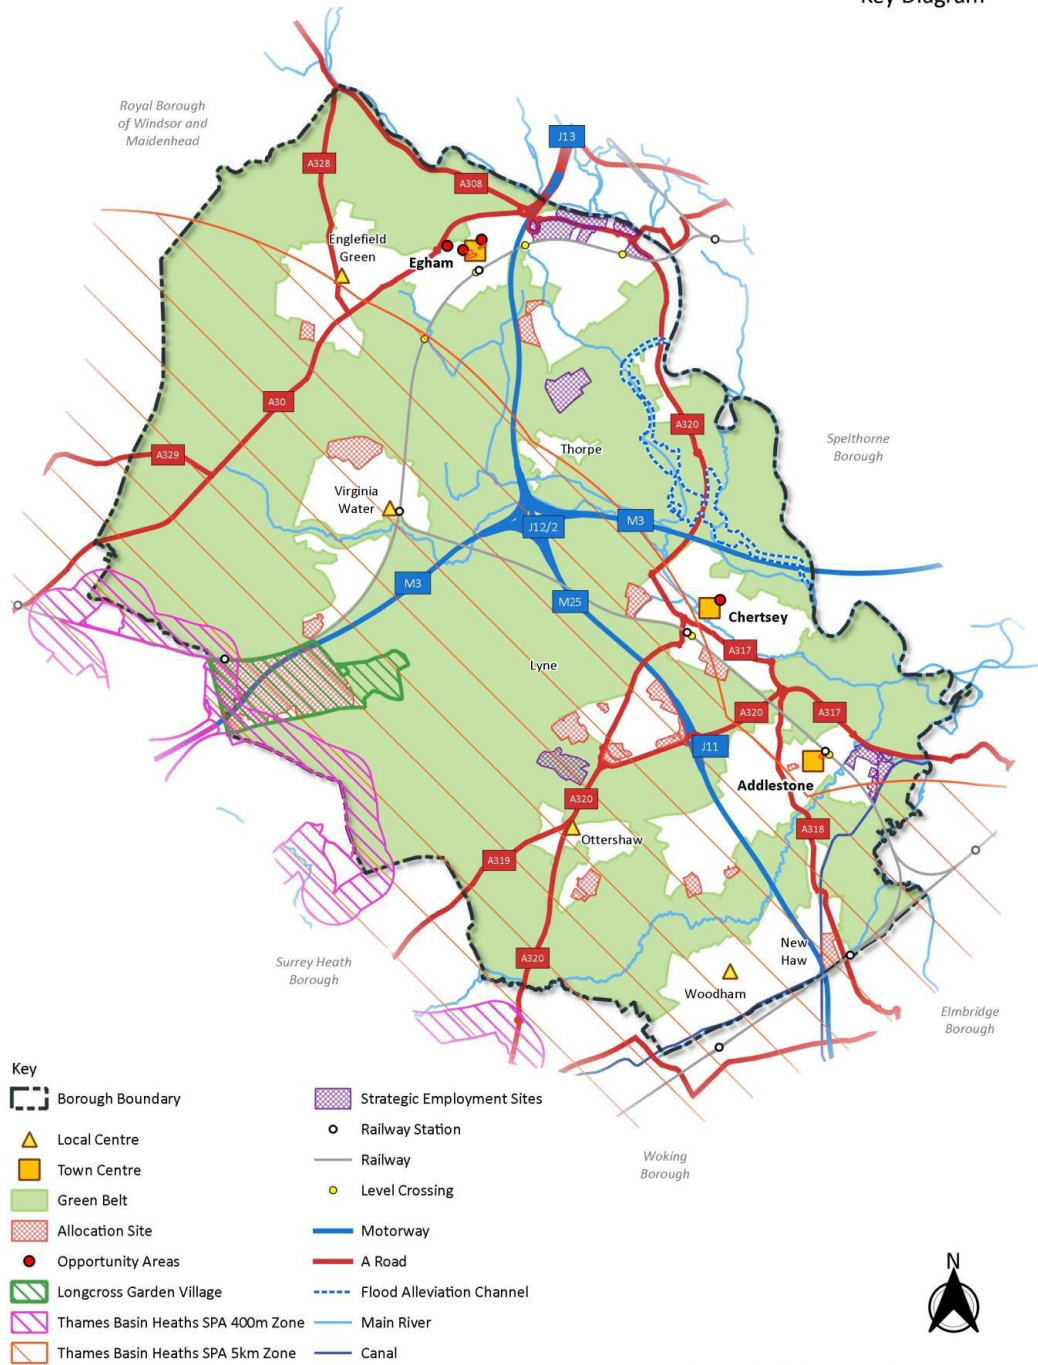 Key Diagram
Royal Borough
of Windsor and
Maidenhead
J13
A328
A308
Englefield
Green
Egham
A30
A329
A320
Spelthorne
Borough
Thorpe
Virginia
Water
J12/2
M3
M3
M25
Chertsey
A317
Lyne
A320
A317
J11
Addlestone
A320
A318
Ottershaw
A319
New
Haw
A320
Surrey Heath
Borough
Woodham
Elmbridge
Borough
Woking
Borough
Key
Borough Boundary
Local Centre
Town Centre
Green Belt
Allocation Site
Opportunity Areas
Longcross Garden Village
Thames Basin Heaths SPA 400m Zone
Thames Basin Heaths SPA 5km Zone
Strategic Employment Sites
Railway Station
Railway
Level Crossing
Motorway
A Road
Flood Alleviation Channel
Main River
Canal
N